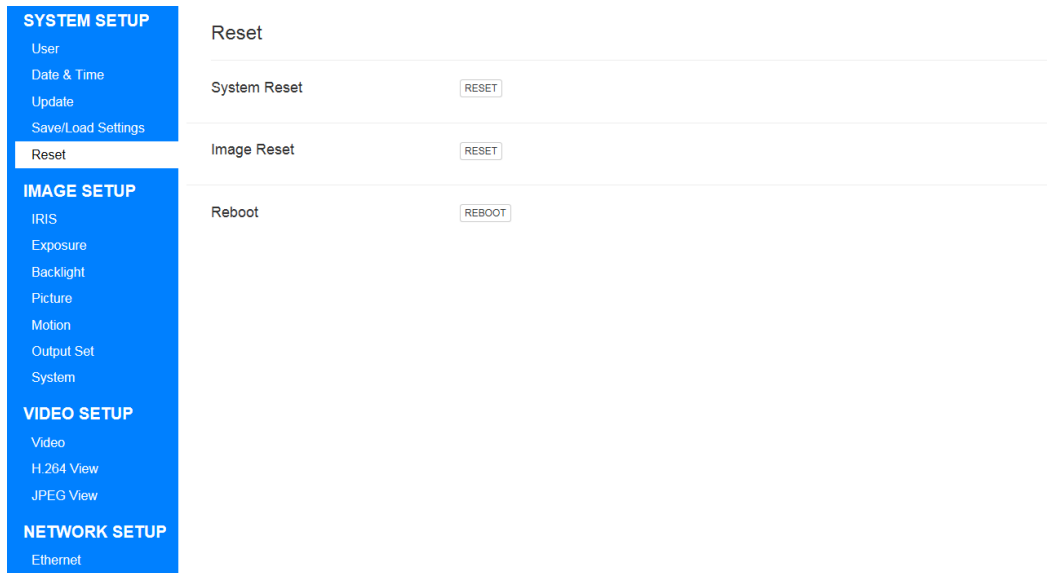 SYSTEM SETUP
User
Date & Time
Update
Save/Load Settings
Reset
IMAGE SETUP
IRIS
Exposure
Backlight
Picture
Motion
Output Set
System
VIDEO SETUP
Video
H.264 View
JPEG View
NETWORK SETUP
Ethernet
Reset
System Reset RESET
Image Reset RESET
Reboot REBOOT